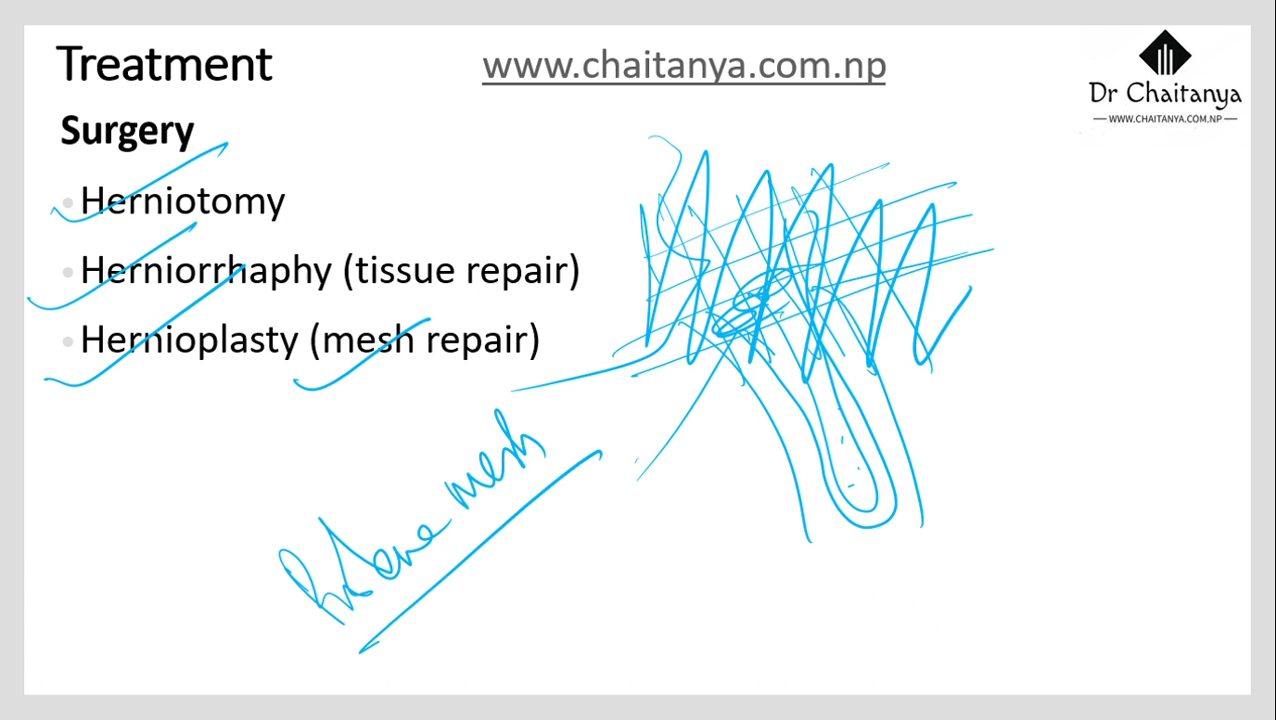 Treatment
www.chaitanya.com.np
Dr Chaitanya
WWW.CHAITANYA.COM.NP
Surgery
Herniotomy
Herniorrhaphy (tissue repair)
Hernioplasty (mesh repair)
mesh